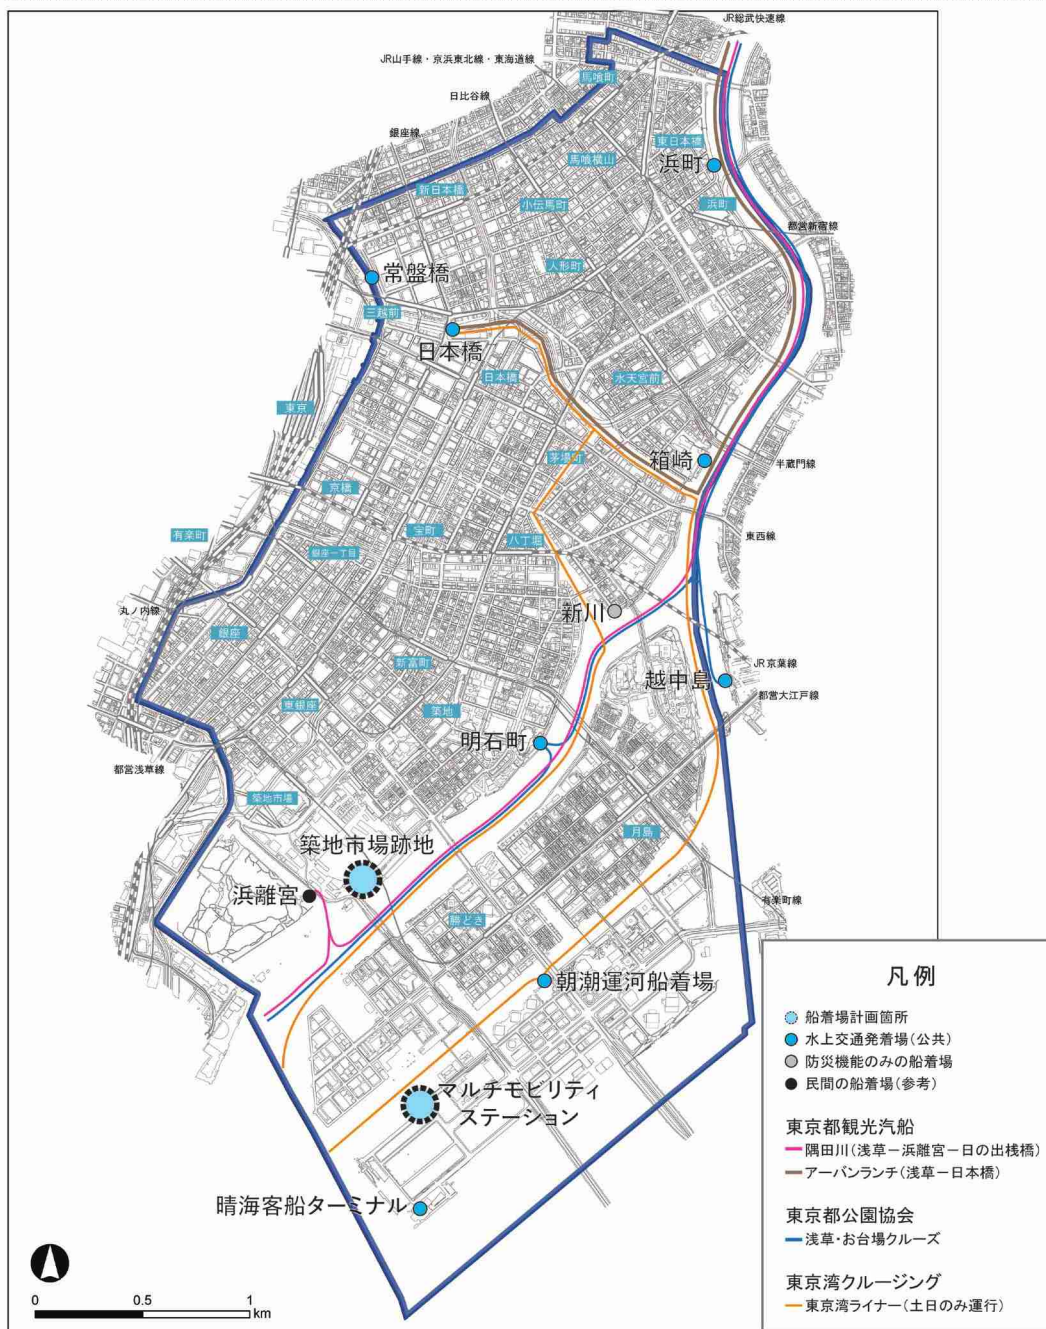 JR総武快速線
JR山手線・京浜東北線・東海道線
馬喰町
日比谷線
銀座線
東日本橋
馬喰横山
浜町
新日本橋
小伝馬町
浜町
都営新宿線
人形町
常盤橋
三越前
日本橋
日本橋
水天宮前
東京
茅場町
箱崎
半蔵門線
京橋
有楽町
宝町
八丁堀
東西線
銀座一丁目
丸ノ内線
新川
銀座
新富町
越中島
JR京葉線
都営大江戸線
東銀座
築地
明石町
都営浅草線
築地市場
月島
築地市場跡地
浜離宮
有楽町線
勝どき
朝潮運河船着場
マルチモビリティ
ステーション
晴海客船ターミナル
0
0.5
1
km
凡例
船着場計画箇所
水上交通発着場(公共)
防災機能のみの船着場
民間の船着場(参考)
東京都観光汽船
隅田川(浅草－浜離宮－日の出桟橋)
アーバンランチ(浅草－日本橋)
東京都公園協会
浅草・お台場クルーズ
東京湾クルージング
東京湾ライナー(土日のみ運行)